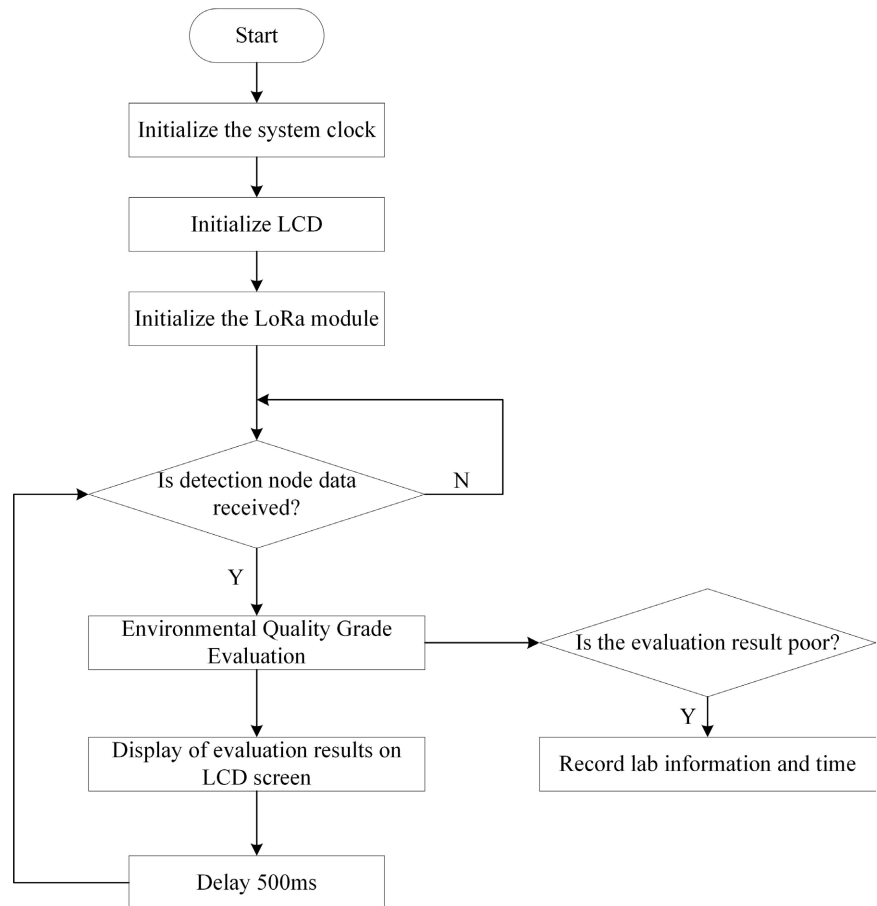 Start
Initialize the system clock
Initialize LCD
Initialize the LoRa module
Is detection node data
received?
N
Y
Environmental Quality Grade
Evaluation
Is the evaluation result poor?
Y
Display of evaluation results on
LCD screen
Record lab information and time
Delay 500ms